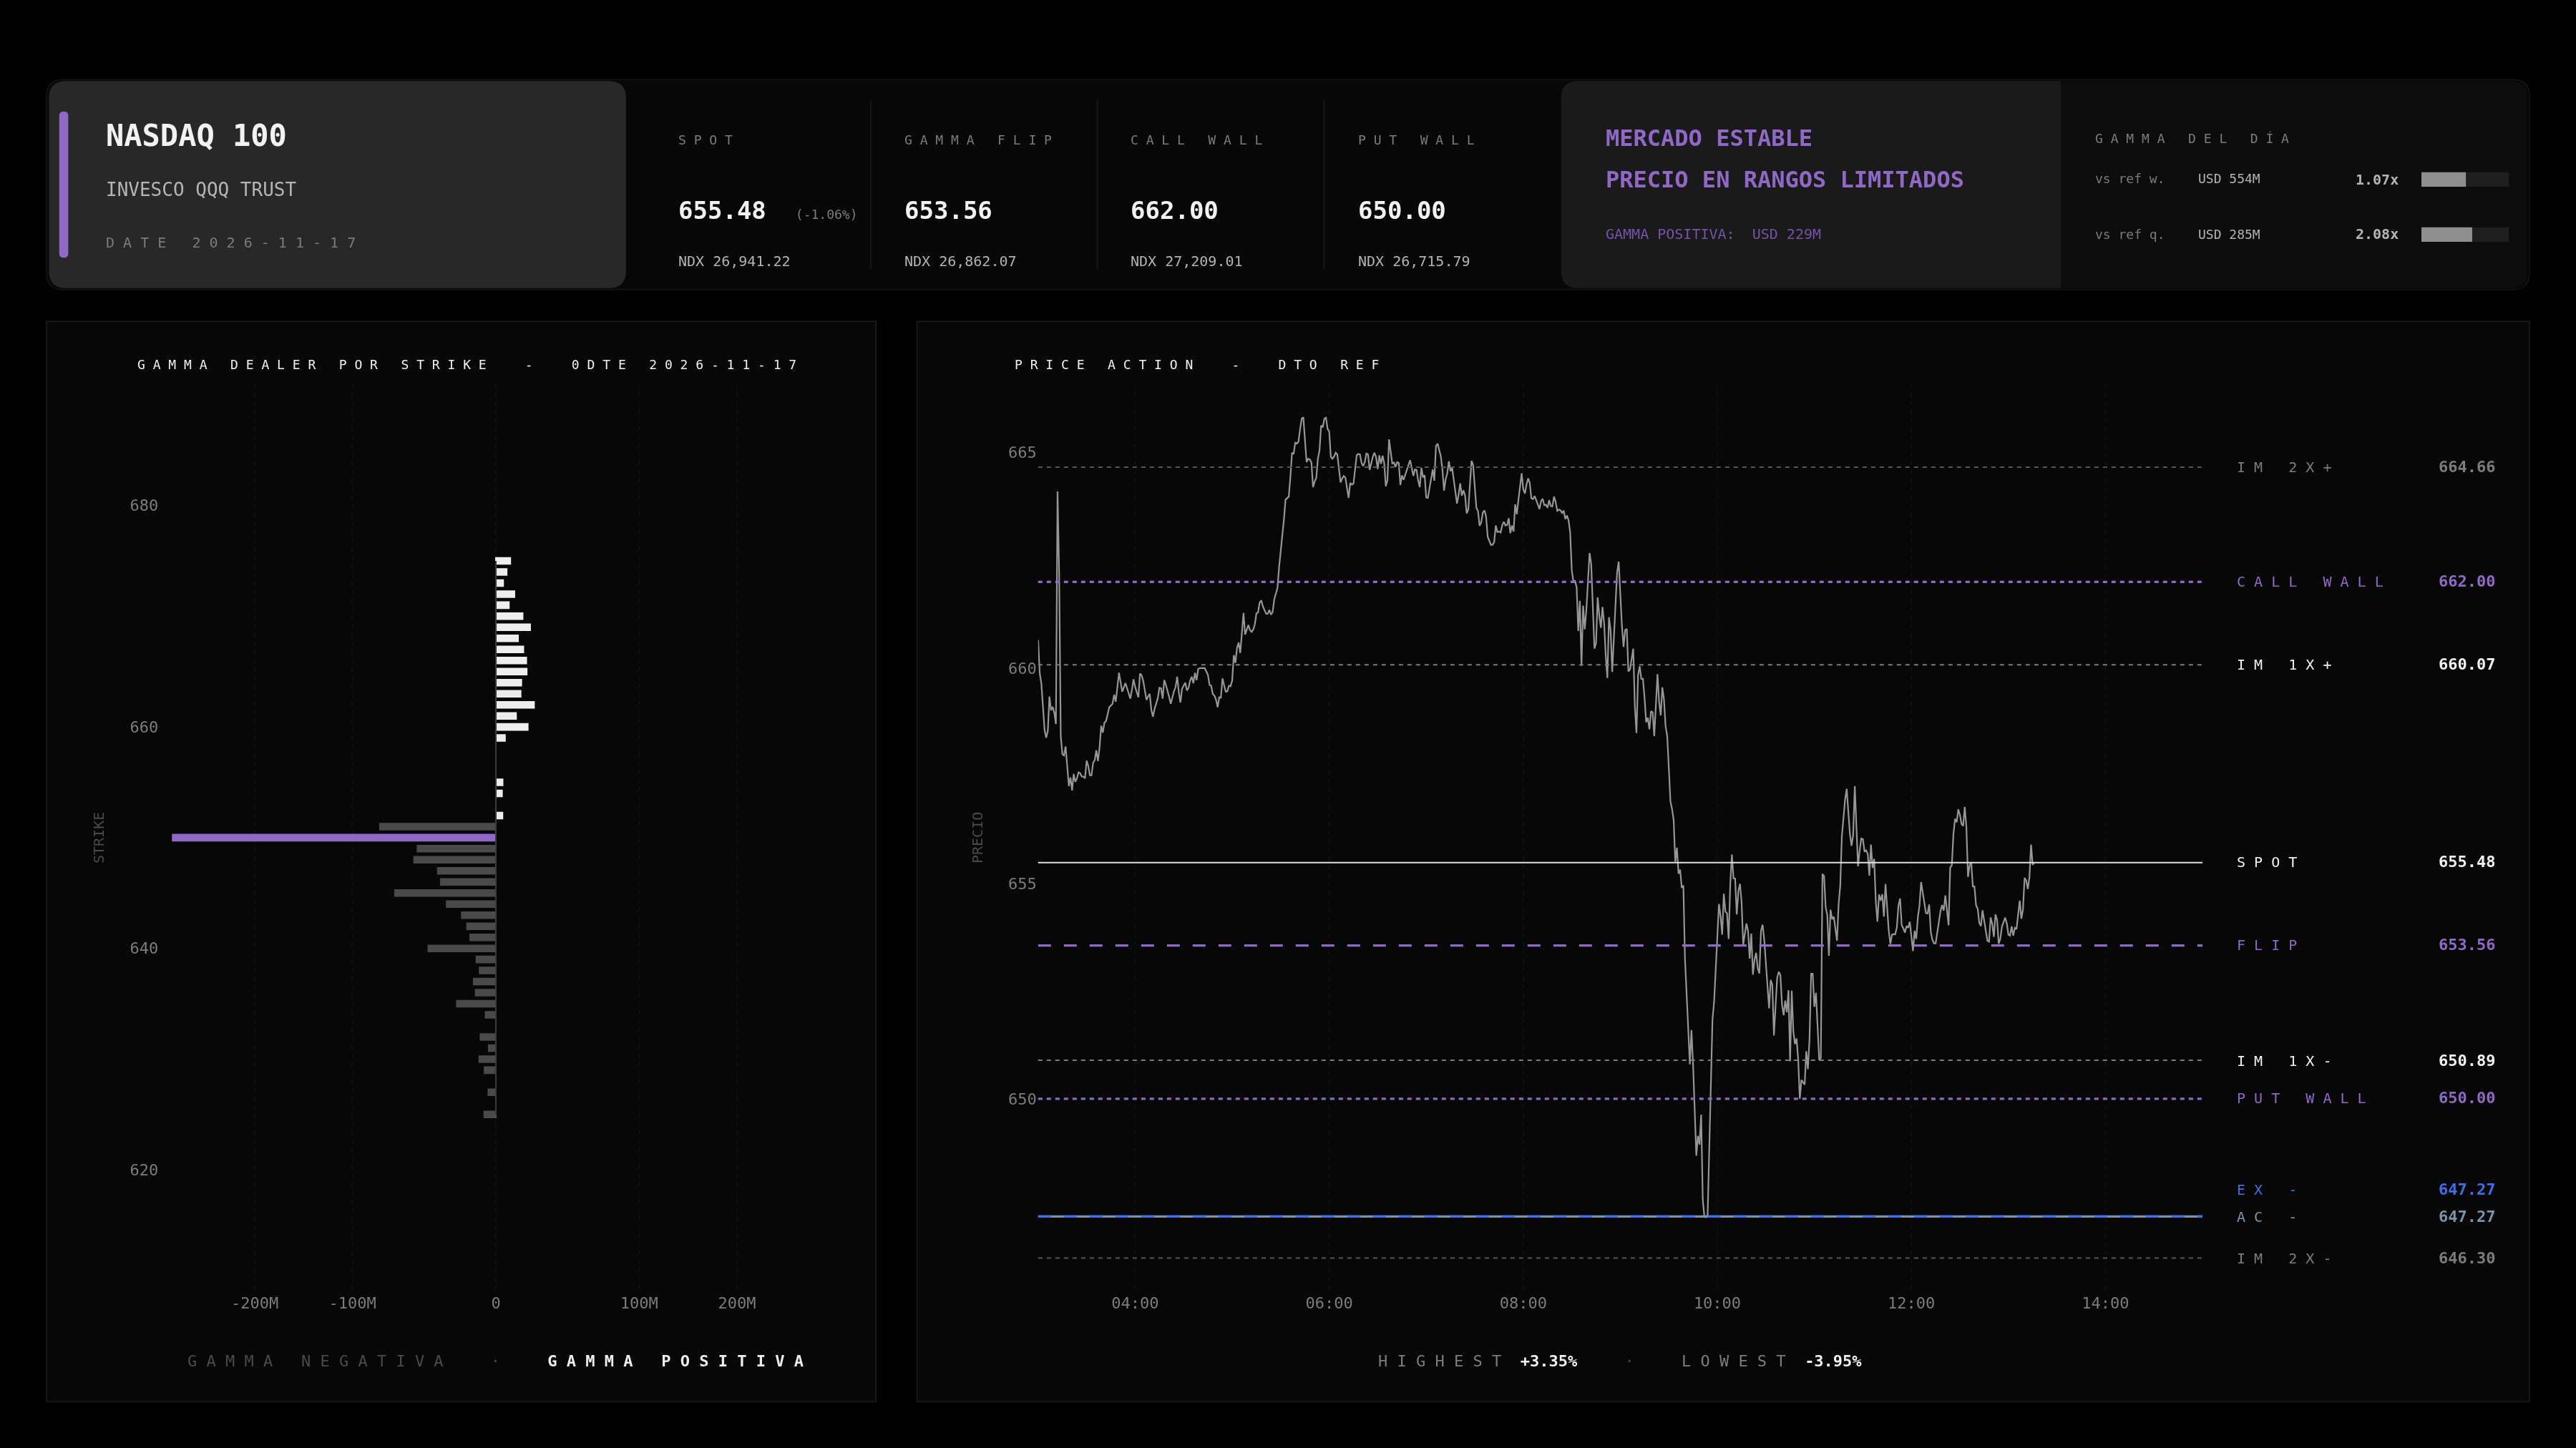 NASDAQ 100
INVESCO QQQ TRUST
DATE 2026-11-17
SPOT
655.48 (-1.06%)
NDX 26,941.22
GAMMA FLIP
653.56
NDX 26,862.07
CALL WALL
662.00
NDX 27,209.01
PUT WALL
650.00
NDX 26,715.79
MERCADO ESTABLE
PRECIO EN RANGOS LIMITADOS
GAMMA POSITIVA: USD 229M
GAMMA DEL DÍA
vs ref w. USD 554M 1.07x
vs ref q. USD 285M 2.08x
GAMMA DEALER POR STRIKE - 0DTE 2026-11-17
STRIKE
680
660
640
620
-200M -100M 0 100M 200M
GAMMA NEGATIVA · GAMMA POSITIVA
PRICE ACTION - DTO REF
PRECIO
665
660
655
650
IM 2X+ 664.66
CALL WALL 662.00
IM 1X+ 660.07
SPOT 655.48
FLIP 653.56
IM 1X- 650.89
PUT WALL 650.00
EX - 647.27
AC - 647.27
IM 2X- 646.30
04:00 06:00 08:00 10:00 12:00 14:00
HIGHEST +3.35% · LOWEST -3.95%